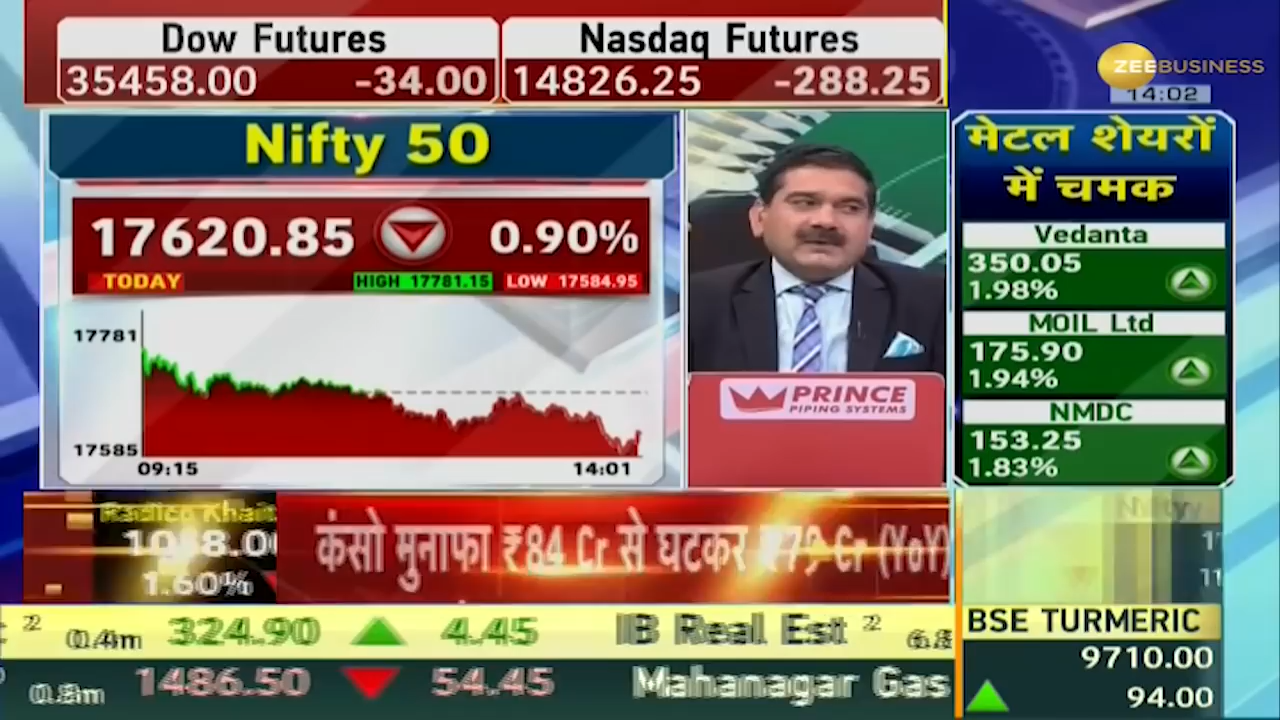 Dow Futures
35458.00 -34.00
Nasdaq Futures
14826.25 -288.25
ZEEBUSINESS
14:02
Nifty 50
17620.85 0.90%
TODAY HIGH 17781.15 LOW 17584.95
17781
17585
09:15 14:01
PRINCE
PIPING SYSTEMS
मेटल शेयरों
में चमक
Vedanta
350.05
1.98%
MOIL Ltd
175.90
1.94%
NMDC
153.25
1.83%
Radico Khait
1.60%
कंसो मुनाफा ₹84 Cr से घटकर Cr (YoY)
324.90 4.45 IB Real Est
1486.50 54.45 Mahanagar Gas
BSE TURMERIC
9710.00
94.00